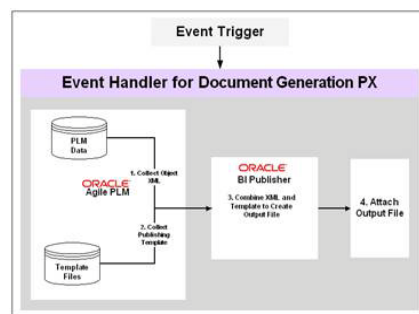 Event Trigger
Event Handler for Document Generation PX
PLM
Data
1. Collect Object
XML
ORACLE
Agile PLM
2. Collect
Publishing
Template
Template
Files
ORACLE
BI Publisher
3. Combine XML and
Template to Create
Output File
4. Attach
Output File